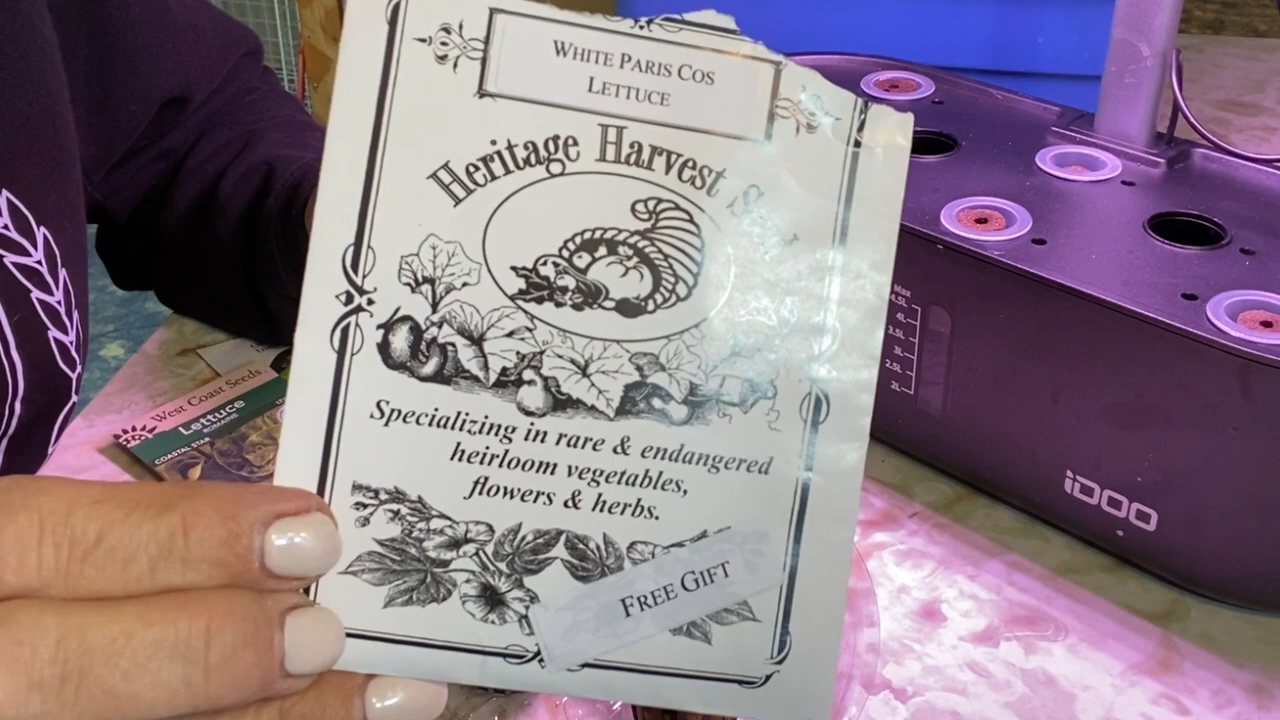 White Paris Cos
Lettuce
Heritage Harvest
Specializing in rare & endangered
heirloom vegetables,
flowers & herbs.
Free Gift
West Coast Seeds
Lettuce
ROMAINE
COASTAL STAR
Max
4.5L
4L
3.5L
3L
2.5L
2L
iDOO